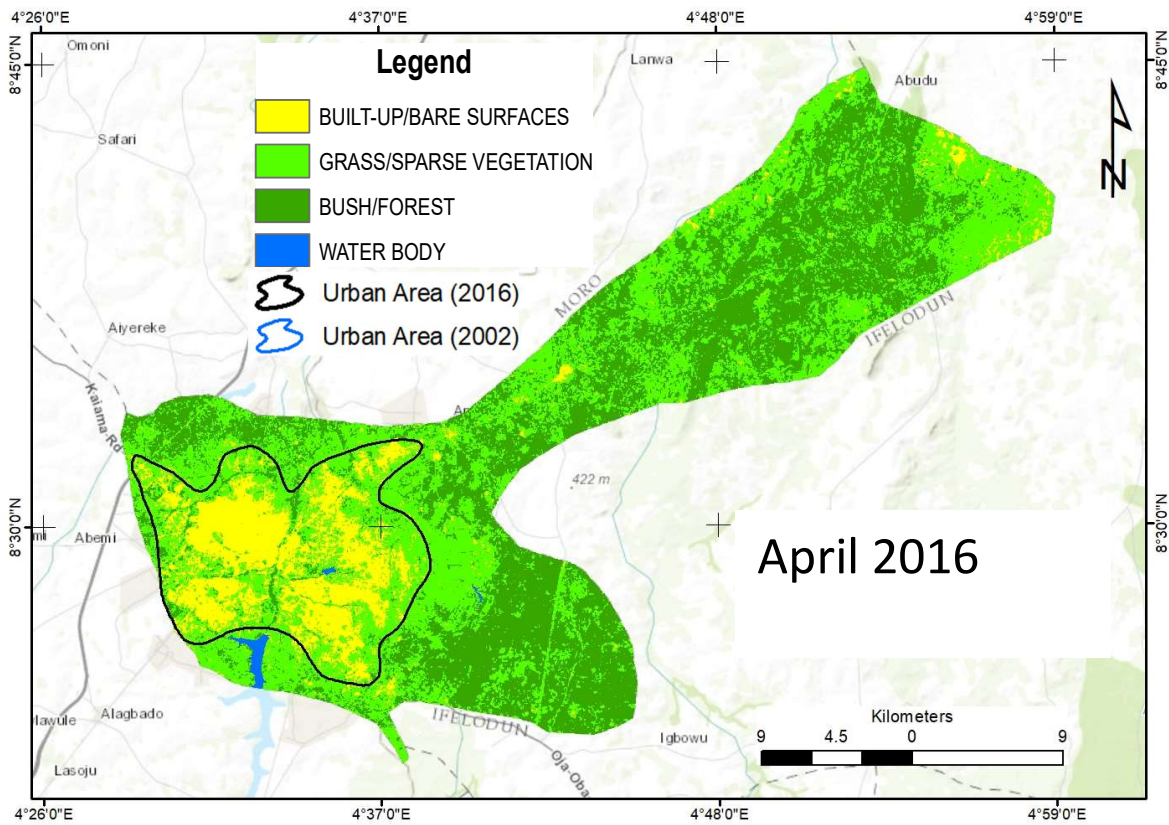 4°26'0"E 4°37'0"E 4°48'0"E 4°59'0"E
8°45'0"N
8°45'0"N
Omoni
Lanwa
Abudu
Safari
Legend
BUILT-UP/BARE SURFACES
GRASS/SPARSE VEGETATION
BUSH/FOREST
WATER BODY
Urban Area (2016)
Urban Area (2002)
N
MORO
IFELODUN
Aiyereke
Kaiama Rd
422 m
8°30'0"N
8°30'0"N
Abemi
April 2016
Alagbado
IFELODUN
Igbowu
Oja-Oba
Lasoju
Kilometers
9 4.5 0 9
4°26'0"E 4°37'0"E 4°48'0"E 4°59'0"E